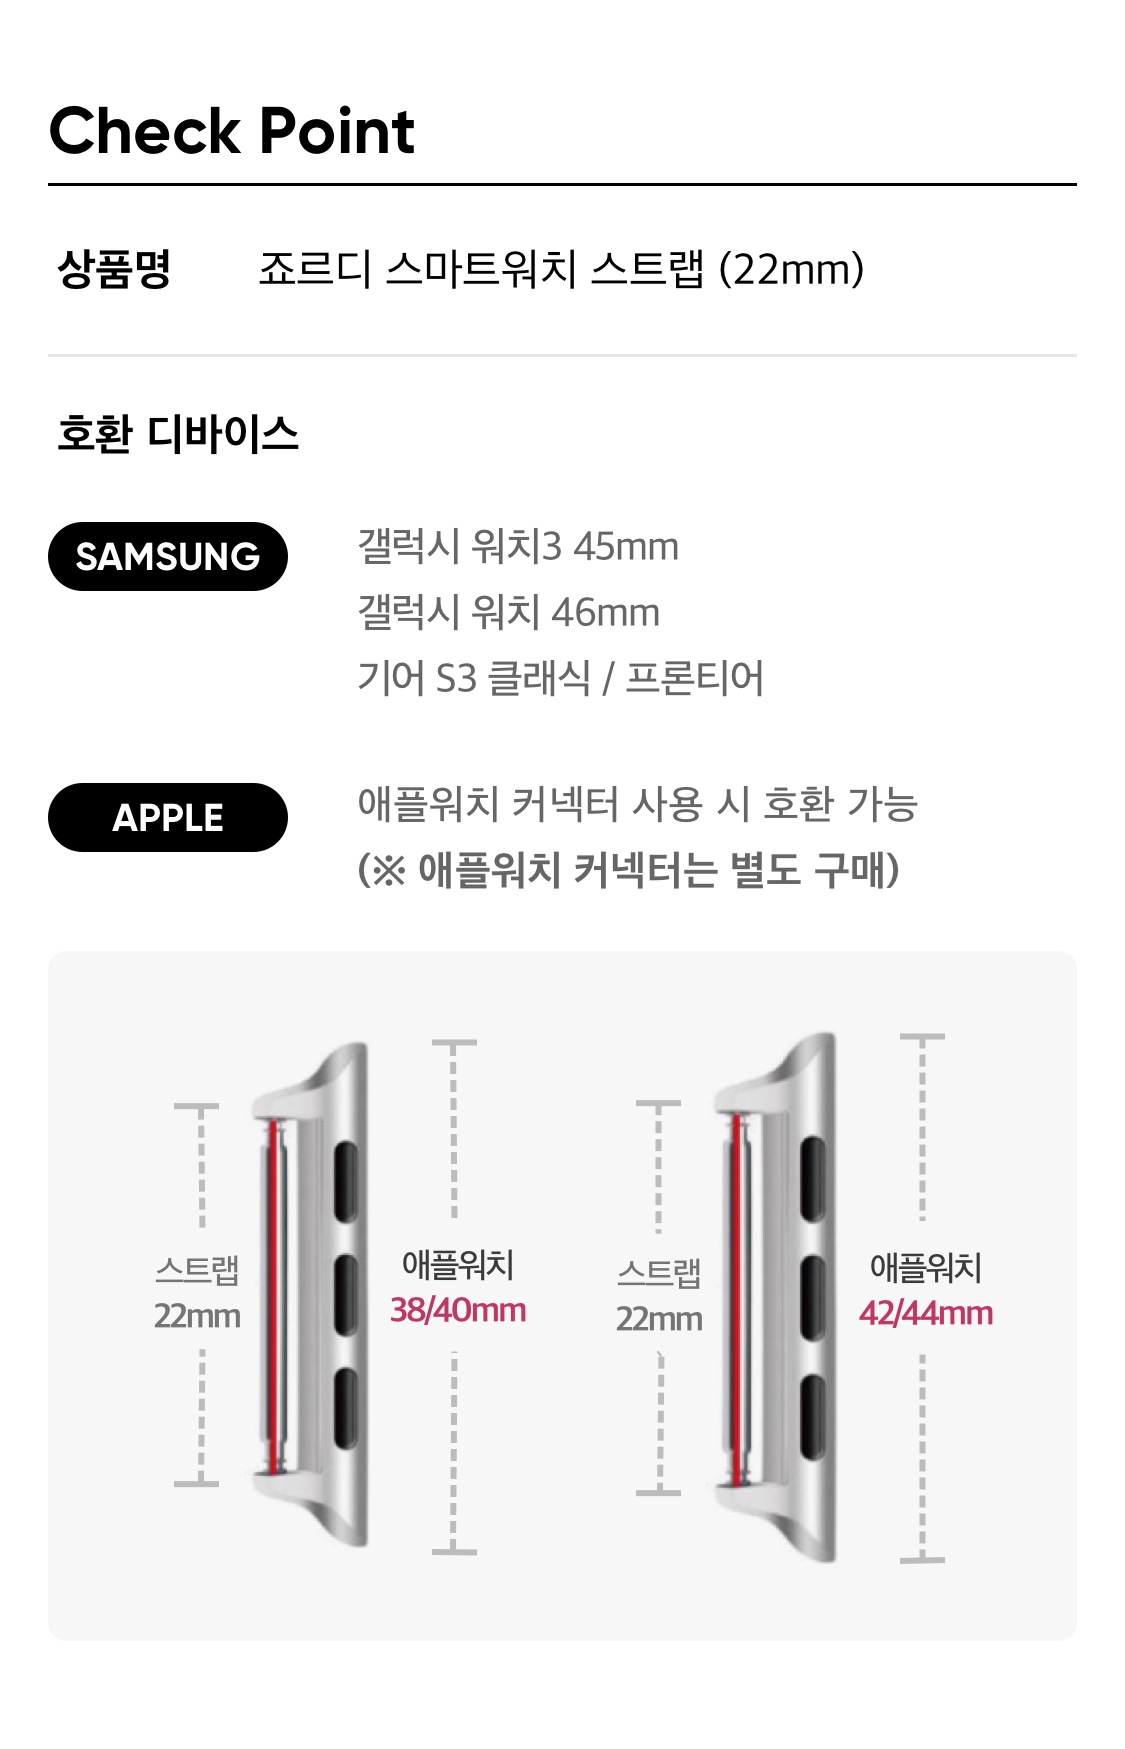 Check Point
상품명 죠르디 스마트워치 스트랩 (22mm)
호환 디바이스
SAMSUNG 갤럭시 워치3 45mm
갤럭시 워치 46mm
기어 S3 클래식 / 프론티어
APPLE 애플워치 커넥터 사용 시 호환 가능
(※ 애플워치 커넥터는 별도 구매)
스트랩
22mm
애플워치
38/40mm
스트랩
22mm
애플워치
42/44mm